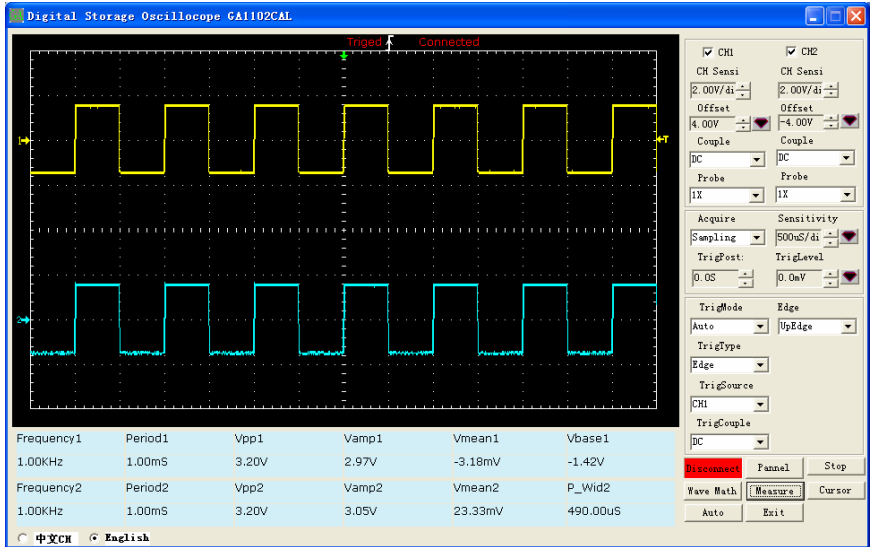 Digital Storage Oscillocope GA1102CAL
Triged Connected
1
T
2
CH1 CH2
CH Sensi CH Sensi
2.00V/di 2.00V/di
Offset Offset
4.00V -4.00V
Couple Couple
DC DC
Probe Probe
1X 1X
Acquire Sensitivity
Sampling 500uS/di
TrigPost: TrigLevel
0.0S 0.0mV
TrigMode Edge
Auto UpEdge
TrigType
Edge
TrigSource
CH1
TrigCouple
DC
Disconnect Pannel Stop
Wave Math Measure Cursor
Auto Exit
Frequency1 Period1 Vpp1 Vamp1 Vmean1 Vbase1
1.00KHz 1.00mS 3.20V 2.97V -3.18mV -1.42V
Frequency2 Period2 Vpp2 Vamp2 Vmean2 P_Wid2
1.00KHz 1.00mS 3.20V 3.05V 23.33mV 490.00uS
中文CH English